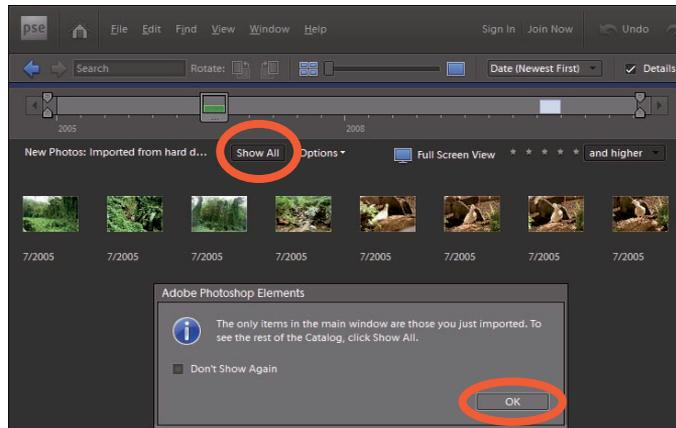 pse File Edit Find View Window Help Sign In Join Now Undo
Search Rotate: Date (Newest First) Details
2005 2008
New Photos: Imported from hard d... Show All Options Full Screen View and higher
7/2005 7/2005 7/2005 7/2005 7/2005 7/2005 7/2005 7/2005
Adobe Photoshop Elements
The only items in the main window are those you just imported. To
see the rest of the Catalog, click Show All.
Don't Show Again
OK